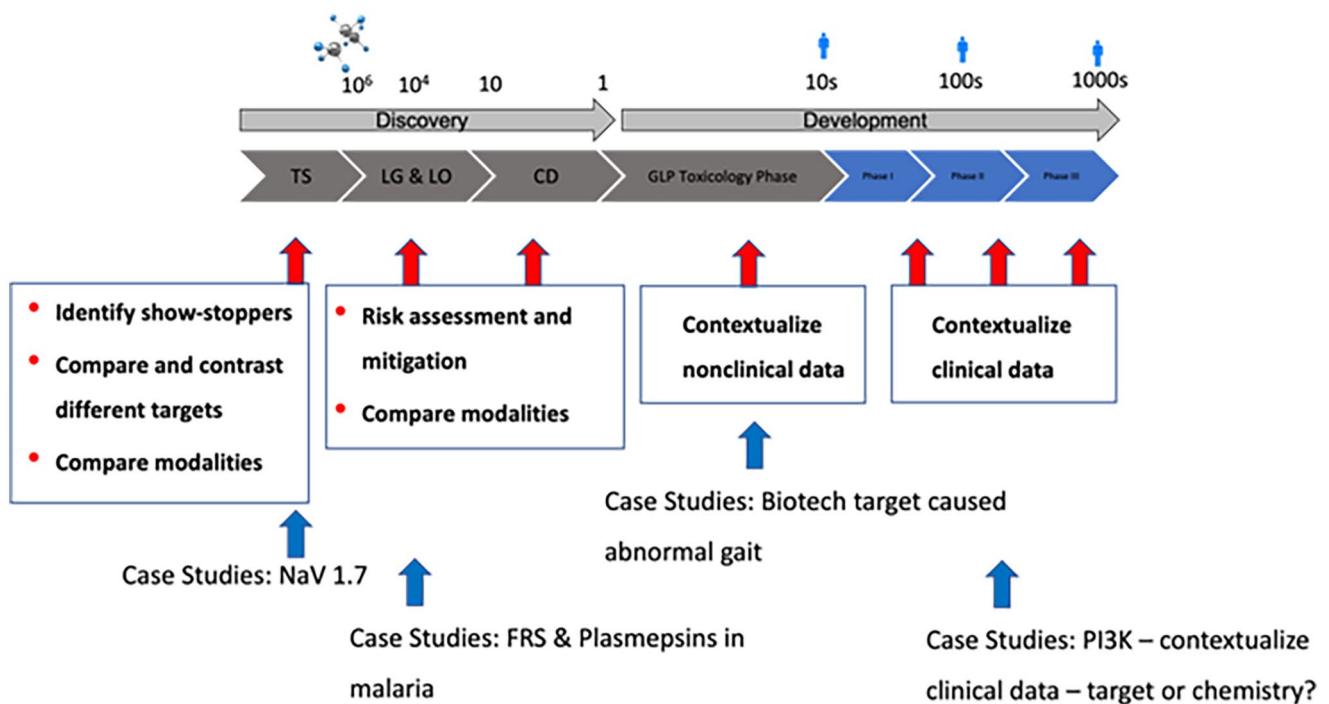 10⁶ 10⁴ 10 1 10s 100s 1000s
Discovery Development
TS LG & LO CD GLP Toxicology Phase Phase I Phase II Phase III
• Identify show-stoppers
• Compare and contrast
different targets
• Compare modalities
• Risk assessment and
mitigation
• Compare modalities
Contextualize
nonclinical data
Contextualize
clinical data
Case Studies: NaV 1.7
Case Studies: FRS & Plasmepsins in
malaria
Case Studies: Biotech target caused
abnormal gait
Case Studies: PI3K – contextualize
clinical data – target or chemistry?